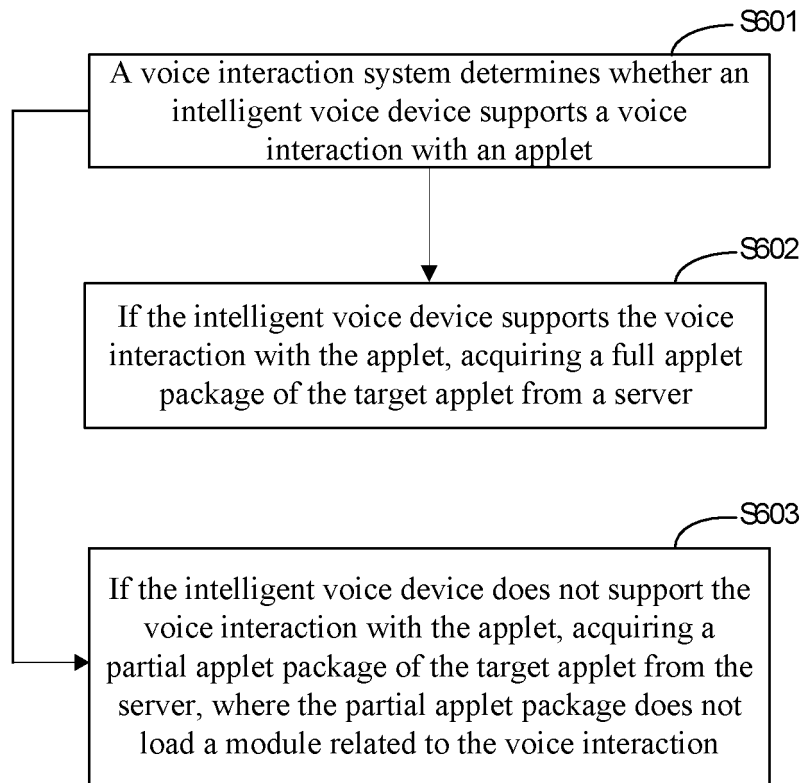 S601
A voice interaction system determines whether an
intelligent voice device supports a voice
interaction with an applet
S602
If the intelligent voice device supports the voice
interaction with the applet, acquiring a full applet
package of the target applet from a server
S603
If the intelligent voice device does not support the
voice interaction with the applet, acquiring a
partial applet package of the target applet from the
server, where the partial applet package does not
load a module related to the voice interaction